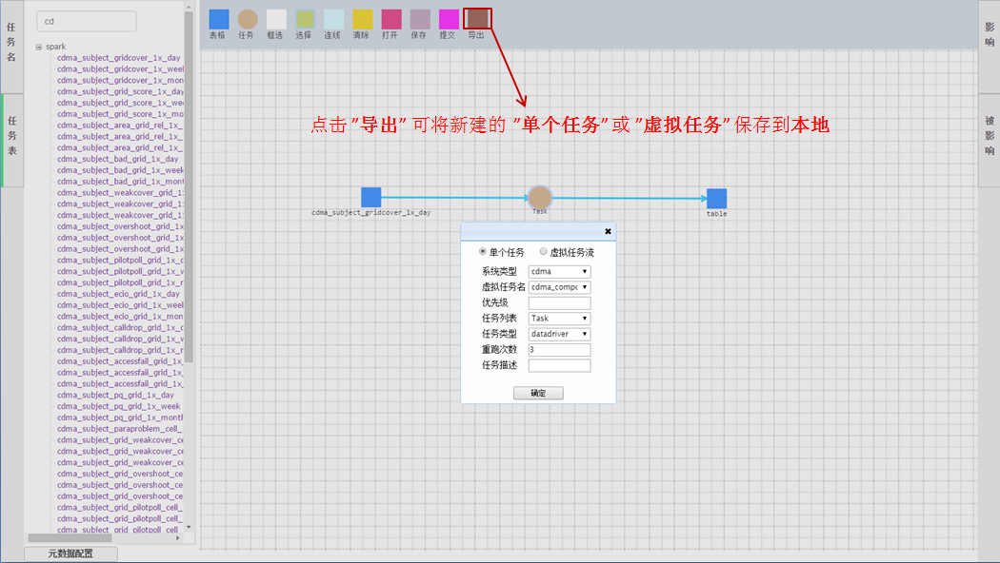 任务名
cd
spark
cdma_subject_gridcover_1x_day
cdma_subject_gridcover_1x_weel
cdma_subject_gridcover_1x_mon
cdma_subject_grid_score_1x_day
cdma_subject_grid_score_1x_wee
cdma_subject_grid_score_1x_mo
cdma_subject_area_grid_rel_1x_
cdma_subject_area_grid_rel_1x_
cdma_subject_area_grid_rel_1x_
cdma_subject_bad_grid_1x_day
cdma_subject_bad_grid_1x_week
cdma_subject_bad_grid_1x_mont
cdma_subject_weakcover_grid_1:
cdma_subject_weakcover_grid_1:
cdma_subject_weakcover_grid_1:
cdma_subject_overshoot_grid_1x
cdma_subject_overshoot_grid_1x
cdma_subject_overshoot_grid_1x
cdma_subject_pilotpoll_grid_1x_c
cdma_subject_pilotpoll_grid_1x_v
cdma_subject_pilotpoll_grid_1x_r
cdma_subject_ecio_grid_1x_day
cdma_subject_ecio_grid_1x_weel
cdma_subject_ecio_grid_1x_mon
cdma_subject_calldrop_grid_1x_c
cdma_subject_calldrop_grid_1x_v
cdma_subject_calldrop_grid_1x_r
cdma_subject_accessfail_grid_1x_
cdma_subject_accessfail_grid_1x_
cdma_subject_accessfail_grid_1x_
cdma_subject_pq_grid_1x_day
cdma_subject_pq_grid_1x_week
cdma_subject_pq_grid_1x_month
cdma_subject_paraproblem_cell_
cdma_subject_grid_weakcover_ce
cdma_subject_grid_weakcover_ce
cdma_subject_grid_weakcover_ce
cdma_subject_grid_overshoot_ce
cdma_subject_grid_overshoot_ce
cdma_subject_grid_overshoot_ce
cdma_subject_grid_pilotpoll_cell_
cdma_subject_grid_pilotpoll_cell_
cdma_subject_grid_pilotpoll_cell
任务表
元数据配置
表格 任务 框选 选择 连线 清除 打开 保存 提交 导出
点击"导出"可将新建的 "单个任务"或"虚拟任务"保存到本地
cdma_subject_gridcover_1x_day
Task
table
单个任务 虚拟任务流
系统类型 cdma
虚拟任务名 cdma_compc
优先级
任务列表 Task
任务类型 datadriver
重跑次数 3
任务描述
确定
影响
被影响